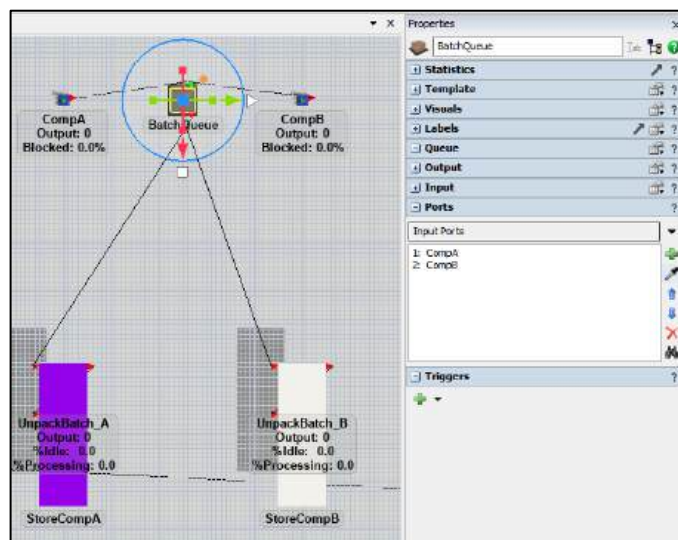 Properties
BatchQueue
Statistics
Template
Visuals
Labels
Queue
Output
Input
Ports
Input Ports
1: CompA
2: CompB
Triggers
CompA
Output: 0
Blocked: 0.0%
BatchQueue
CompB
Output: 0
Blocked: 0.0%
UnpackBatch_A
Output: 0
%Idle: 0.0
%Processing: 0.0
StoreCompA
UnpackBatch_B
Output: 0
%Idle: 0.0
%Processing: 0.0
StoreCompB